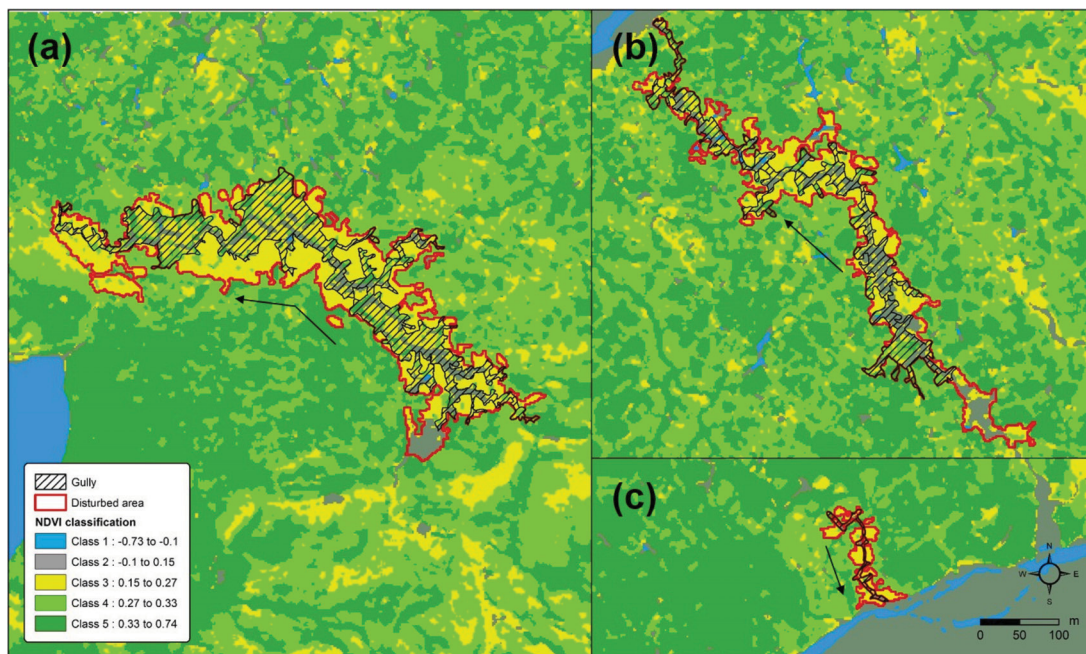 (a)
(b)
(c)
Gully
Disturbed area
NDVI classification
Class 1 : -0.73 to -0.1
Class 2 : -0.1 to 0.15
Class 3 : 0.15 to 0.27
Class 4 : 0.27 to 0.33
Class 5 : 0.33 to 0.74
N
W E
S
m
0 50 100